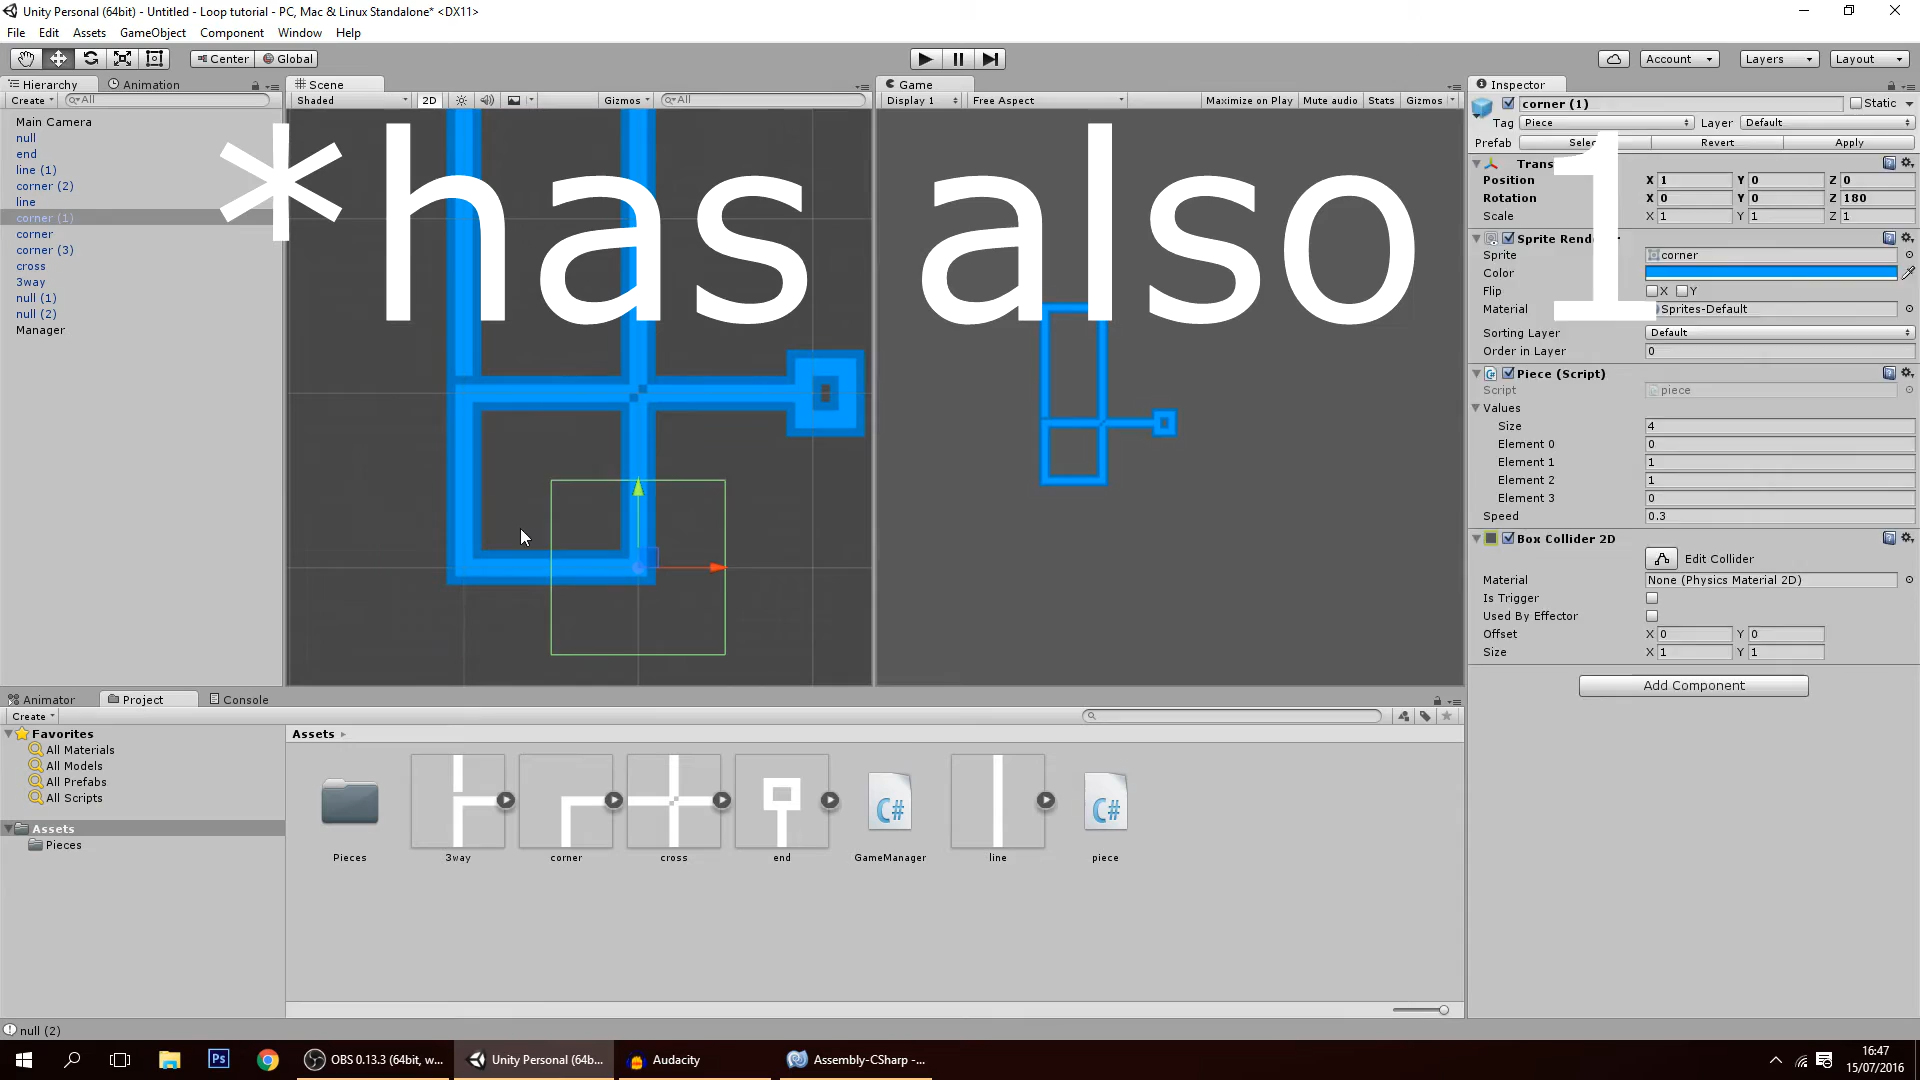 Unity Personal (64bit) - Untitled - Loop tutorial - PC, Mac & Linux Standalone* <DX11>
File Edit Assets GameObject Component Window Help
Center Global Account Layers Layout
Hierarchy Animation Scene Game Inspector
Create All Shaded 2D Gizmos All Display 1 Free Aspect Maximize on Play Mute audio Stats Gizmos
corner (1) Static
Tag Piece Layer Default
Prefab Revert Apply
Main Camera
null
end
line (1)
corner (2)
line
corner (1)
corner
corner (3)
cross
3way
null (1)
null (2)
Manager
*has also 1
Position X 1 Y 0 Z 0
Rotation X 0 Y 0 Z 180
Scale X 1 Y 1 Z 1
Sprite corner
Color
Flip X Y
Material Sprites-Default
Sorting Layer Default
Order in Layer 0
Piece (Script)
Script piece
Values
Size 4
Element 0 0
Element 1 1
Element 2 1
Element 3 0
Speed 0.3
Box Collider 2D
Edit Collider
Material None (Physics Material 2D)
Is Trigger
Used By Effector
Offset X 0 Y 0
Size X 1 Y 1
Add Component
Animator Project Console
Create
Favorites
All Materials
All Models
All Prefabs
All Scripts
Assets
Pieces
Assets
C# C#
Pieces 3way corner cross end GameManager line piece
null (2)
Ps OBS 0.13.3 (64bit, w... Unity Personal (64b... Audacity Assembly-CSharp -...
16:47
15/07/2016